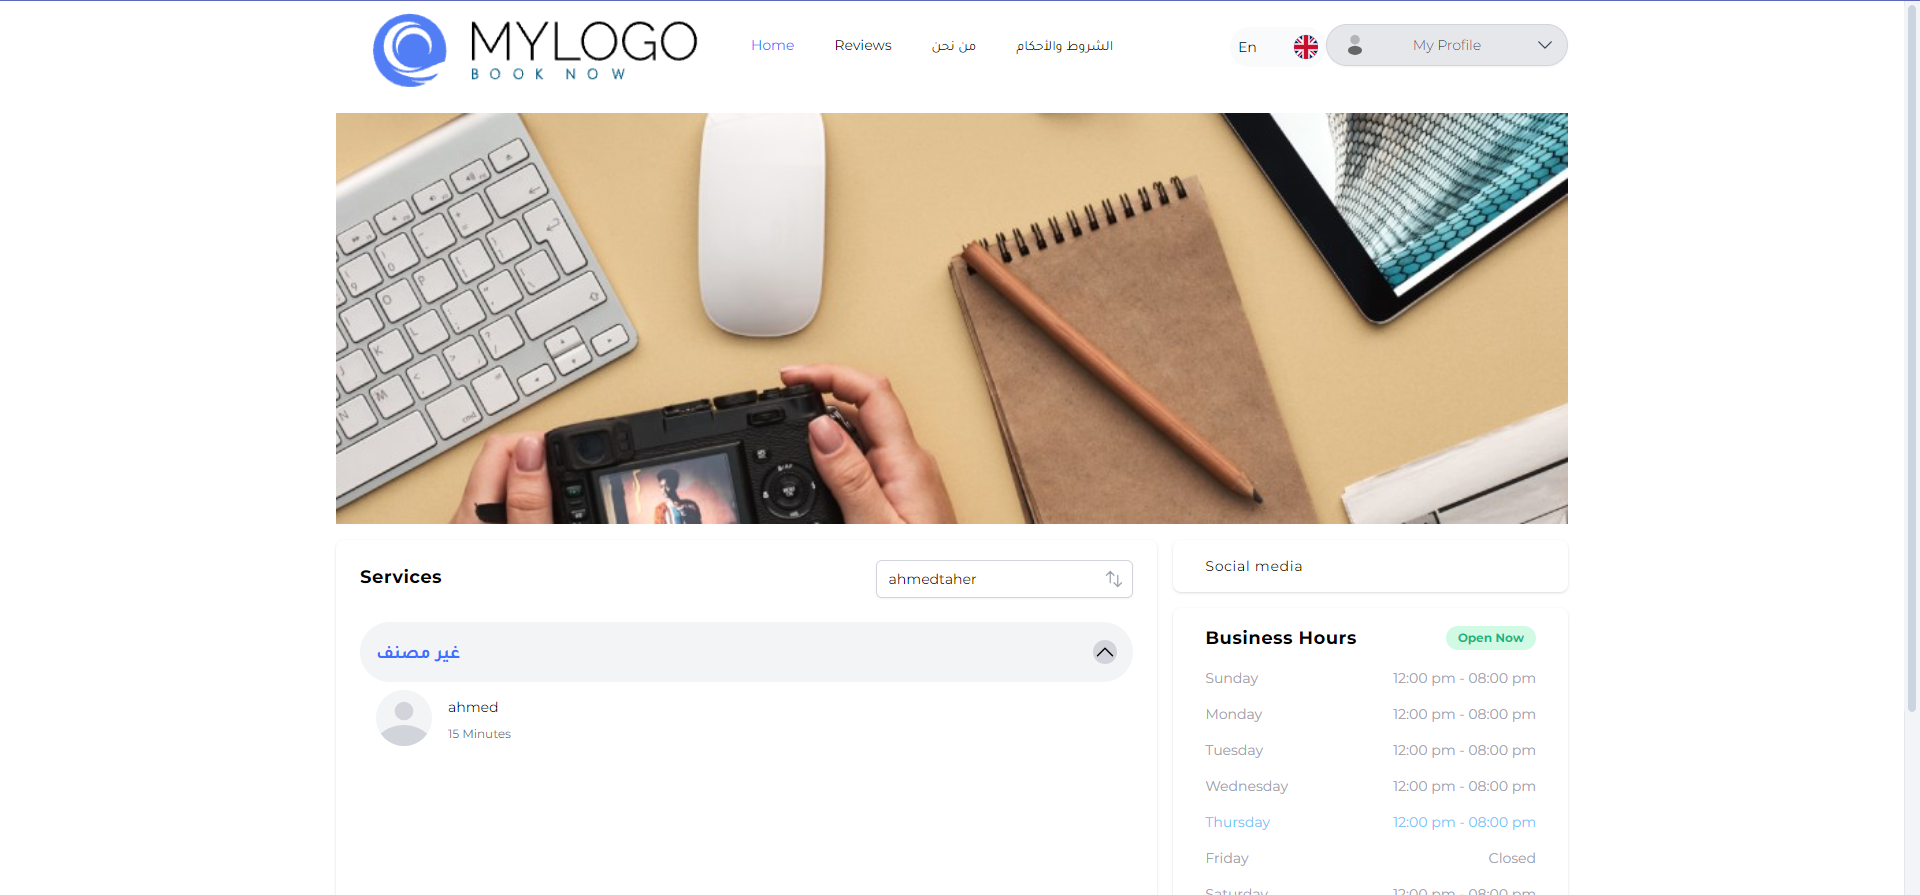 MYLOGO
BOOK NOW
Home
Reviews
من نحن
الشروط والأحكام
En
My Profile
Services
ahmedtaher
غير مصنف
ahmed
15 Minutes
Social media
Business Hours
Open Now
Sunday 12:00 pm - 08:00 pm
Monday 12:00 pm - 08:00 pm
Tuesday 12:00 pm - 08:00 pm
Wednesday 12:00 pm - 08:00 pm
Thursday 12:00 pm - 08:00 pm
Friday Closed
Saturday 12:00 pm - 08:00 pm